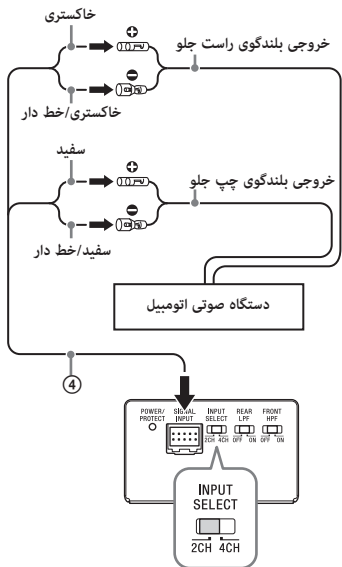 خاکستری
خروجی بلندگوی راست جلو
خاکستری/خط دار
سفید
خروجی بلندگوی چپ جلو
سفید/خط دار
دستگاه صوتی اتومبیل
④
POWER/ PROTECT
SIGNAL INPUT
INPUT SELECT
2CH 4CH
REAR LPF
OFF ON
FRONT HPF
OFF ON
INPUT
SELECT
2CH 4CH